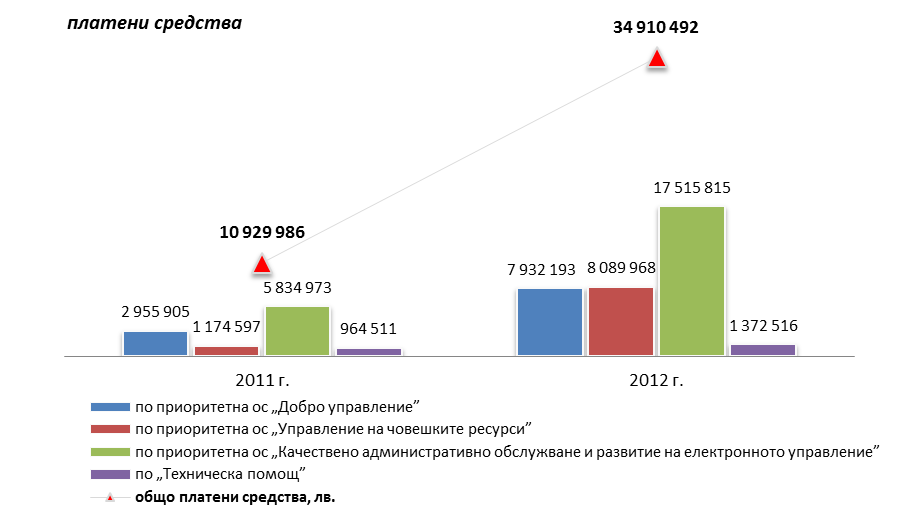 платени средства
34 910 492
17 515 815
10 929 986
7 932 193
8 089 968
5 834 973
2 955 905
1 174 597
964 511
1 372 516
2011 г.
2012 г.
по приоритетна ос „Добро управление”
по приоритетна ос „Управление на човешките ресурси”
по приоритетна ос „Качествено административно обслужване и развитие на електронното управление”
по „Техническа помощ”
общо платени средства, лв.